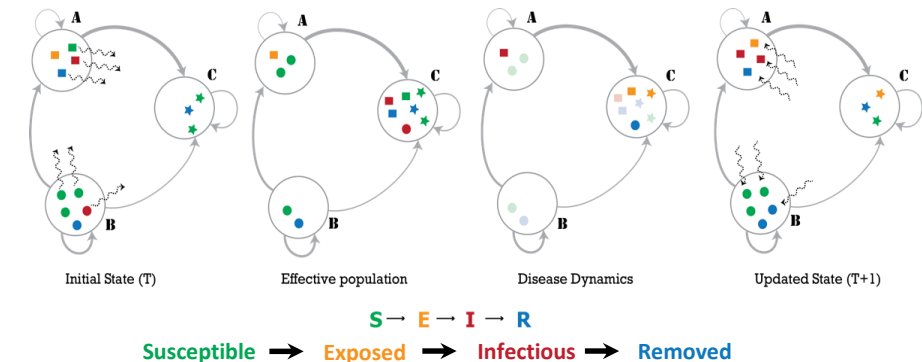 A
C
B
Initial State (T)
A
C
B
Effective population
A
C
B
Disease Dynamics
A
C
B
Updated State (T+1)
S → E → I → R
Susceptible → Exposed → Infectious → Removed